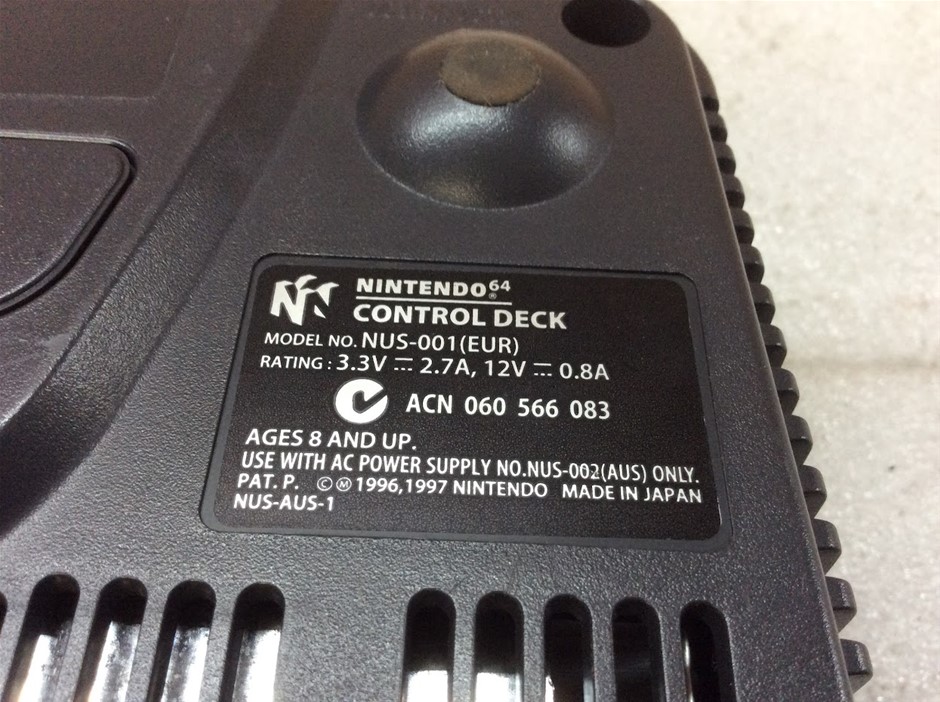 NINTENDO 64 ®
CONTROL DECK
MODEL NO. NUS-001(EUR)
RATING : 3.3V ⎓ 2.7A, 12V ⎓ 0.8A
ACN 060 566 083
AGES 8 AND UP.
USE WITH AC POWER SUPPLY NO.NUS-002(AUS) ONLY.
PAT. P. © Ⓜ 1996,1997 NINTENDO MADE IN JAPAN
NUS-AUS-1